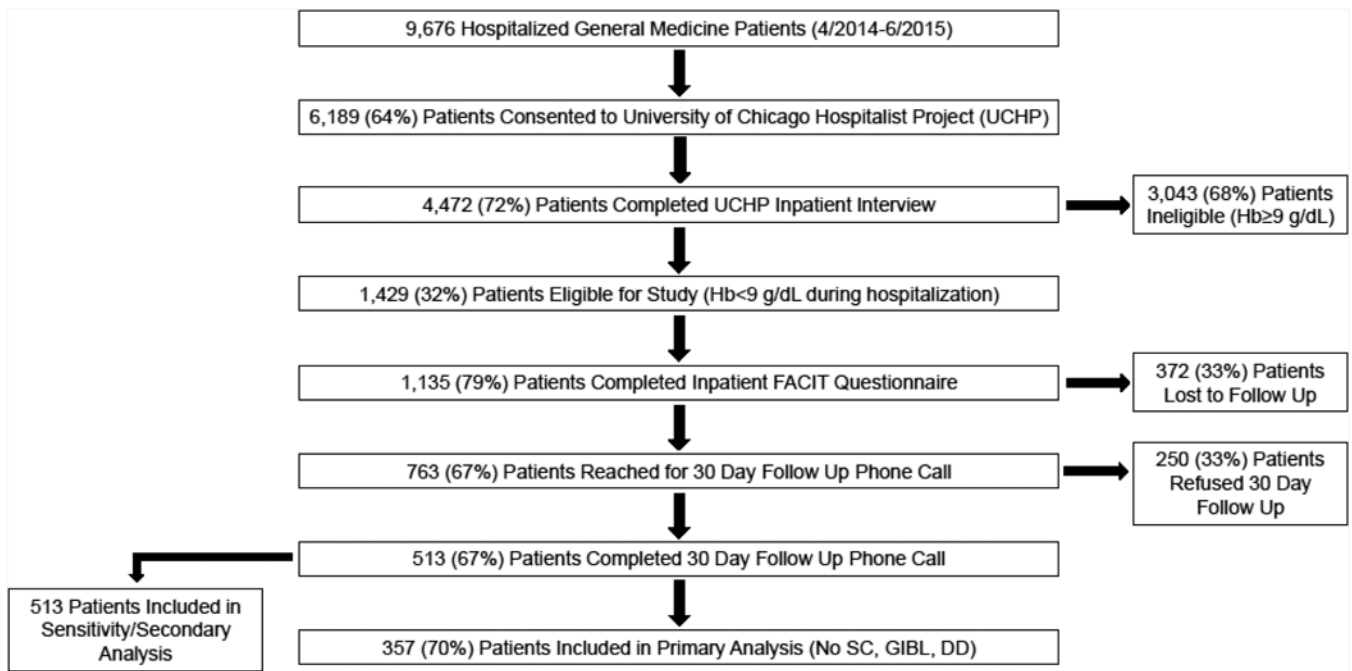 9,676 Hospitalized General Medicine Patients (4/2014-6/2015)
6,189 (64%) Patients Consented to University of Chicago Hospitalist Project (UCHP)
4,472 (72%) Patients Completed UCHP Inpatient Interview
3,043 (68%) Patients
Ineligible (Hb≥9 g/dL)
1,429 (32%) Patients Eligible for Study (Hb<9 g/dL during hospitalization)
1,135 (79%) Patients Completed Inpatient FACIT Questionnaire
372 (33%) Patients
Lost to Follow Up
763 (67%) Patients Reached for 30 Day Follow Up Phone Call
250 (33%) Patients
Refused 30 Day
Follow Up
513 (67%) Patients Completed 30 Day Follow Up Phone Call
513 Patients Included in
Sensitivity/Secondary
Analysis
357 (70%) Patients Included in Primary Analysis (No SC, GIBL, DD)